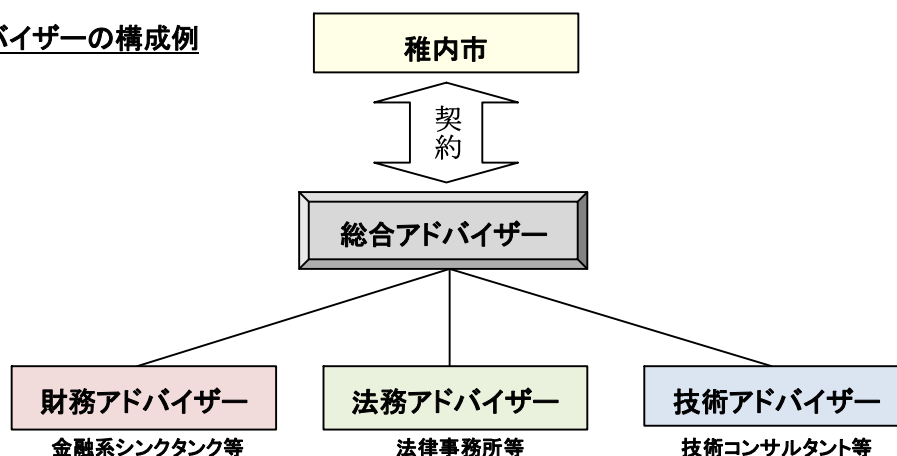 バイザーの構成例
稚内市
契約
総合アドバイザー
財務アドバイザー
法務アドバイザー
技術アドバイザー
金融系シンクタンク等
法律事務所等
技術コンサルタント等